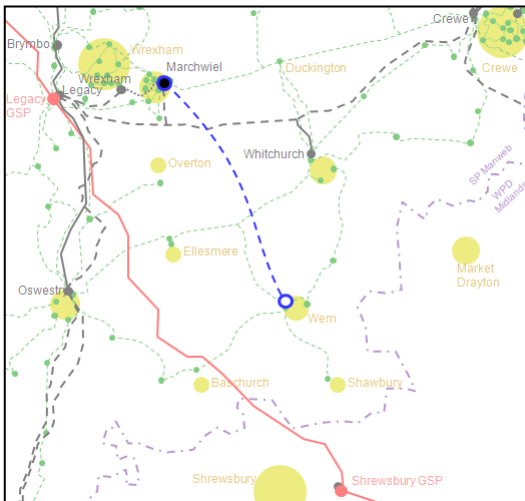 Crewe
Brymbo
Wrexham
Marchwiel
Wrexham
Duckington
Crewe
Legacy
Legacy
GSP
Whitchurch
Overton
SP Manweb
WPD
Midlands
Ellesmere
Market
Drayton
Oswestr
Wem
Baschurch
Shawbury
Shrewsbury
Shrewsbury GSP